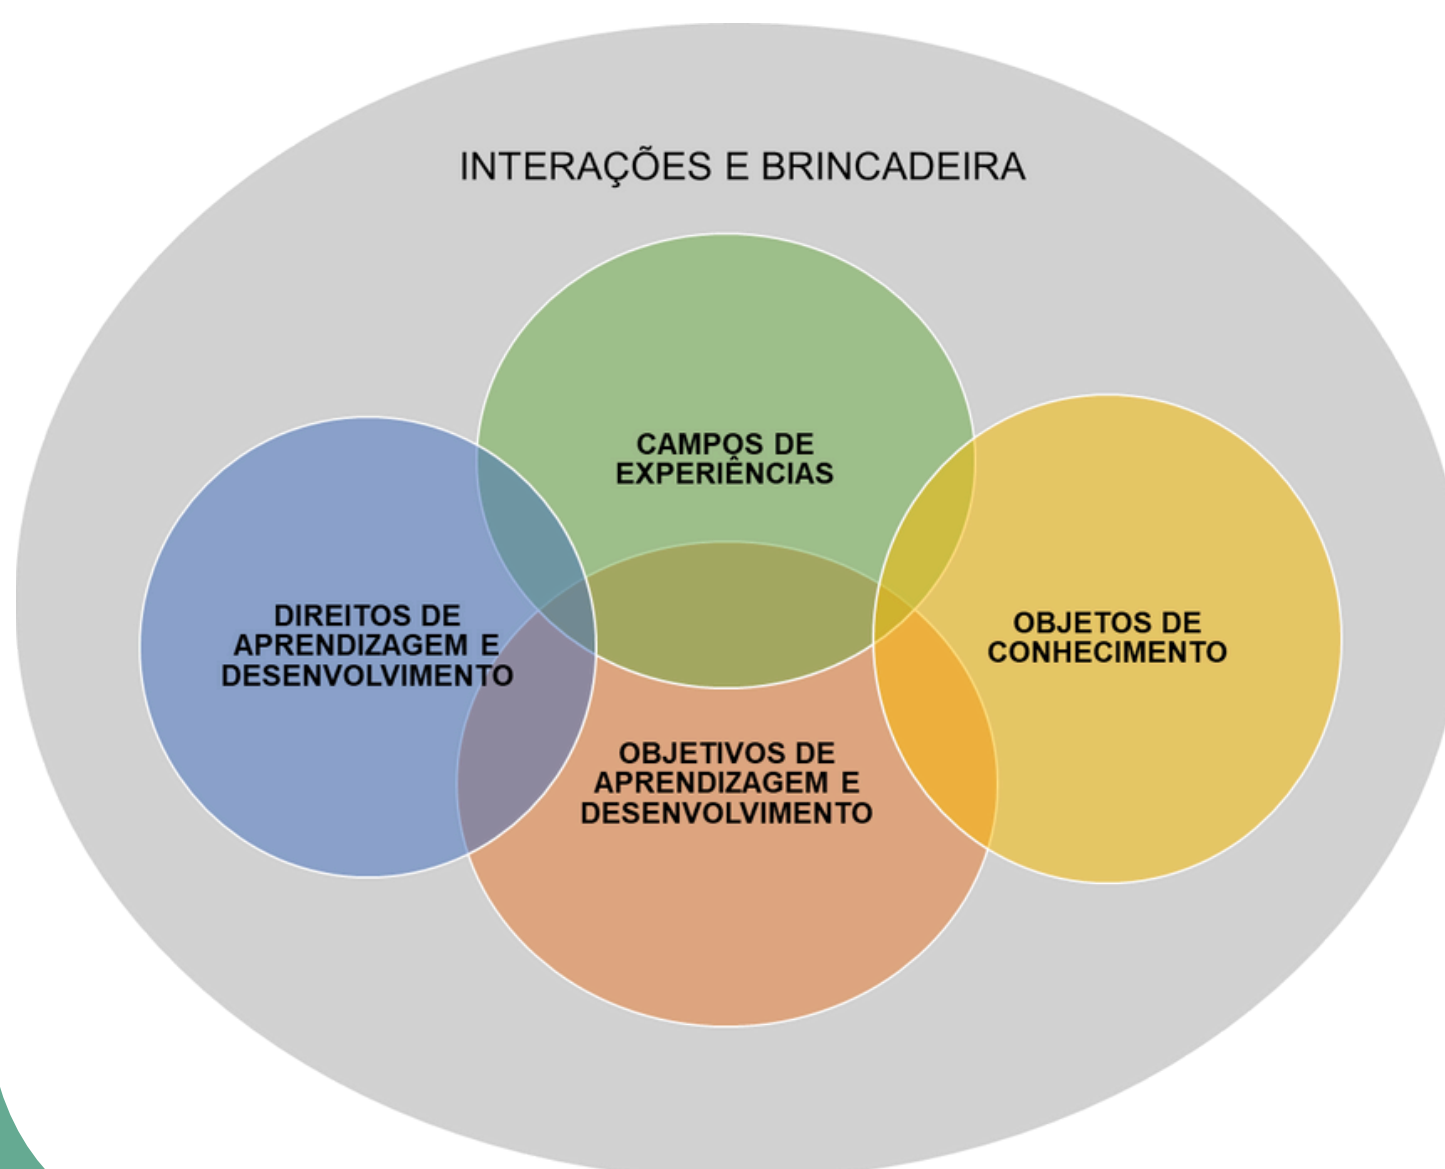 INTERAÇÕES E BRINCADEIRA
CAMPOS DE
EXPERIÊNCIAS
DIREITOS DE
APRENDIZAGEM E
DESENVOLVIMENTO
OBJETOS DE
CONHECIMENTO
OBJETIVOS DE
APRENDIZAGEM E
DESENVOLVIMENTO